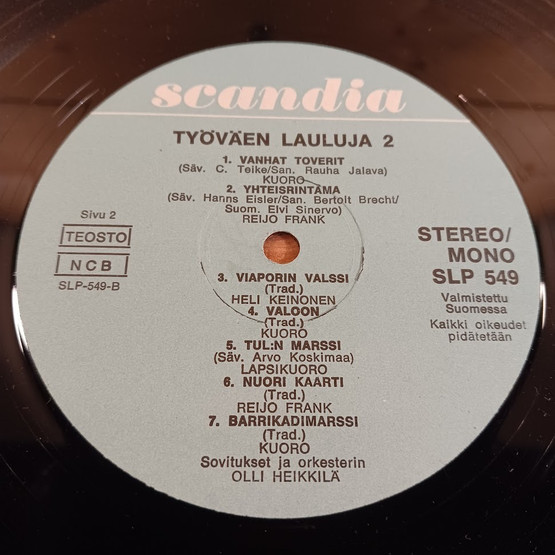 scandia
TYÖVÄEN LAULUJA 2
1. VANHAT TOVERIT
(Säv. C. Teike/San. Rauha Jalava)
KUORO
2. YHTEISRINTAMA
(Säv. Hanns Eisler/San. Bertolt Brecht/
Suom. Elvi Sinervo)
REIJO FRANK
Sivu 2
TEOSTO
NCB
SLP-549-B
STEREO/
MONO
SLP 549
Valmistettu
Suomessa
Kaikki oikeudet
pidätetään
3. VIAPORIN VALSSI
(Trad.)
HELI KEINONEN
4. VALOON
(Trad.)
KUORO
5. TUL:N MARSSI
(Säv. Arvo Koskimaa)
LAPSIKUORO
6. NUORI KAARTI
(Trad.)
REIJO FRANK
7. BARRIKADIMARSSI
(Trad.)
KUORO
Sovitukset ja orkesterin
OLLI HEIKKILÄ